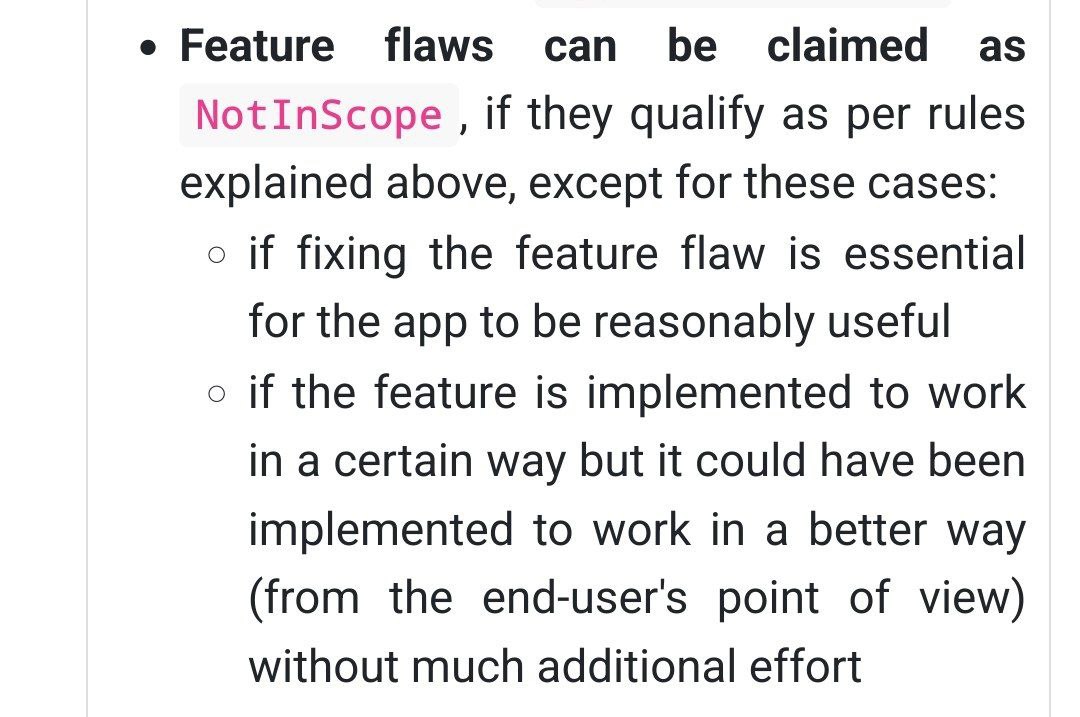 • Feature flaws can be claimed as
NotInScope, if they qualify as per rules
explained above, except for these cases:
○ if fixing the feature flaw is essential
for the app to be reasonably useful
○ if the feature is implemented to work
in a certain way but it could have been
implemented to work in a better way
(from the end-user's point of view)
without much additional effort